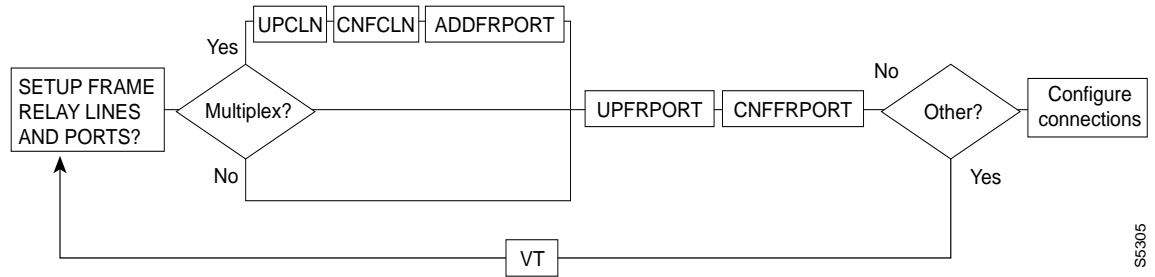 UPCLN
CNFCLN
ADDFRPORT
Yes
SETUP FRAME
RELAY LINES
AND PORTS?
Multiplex?
No
UPFRPORT
CNFFRPORT
No
Other?
Yes
Configure
connections
VT
S5305